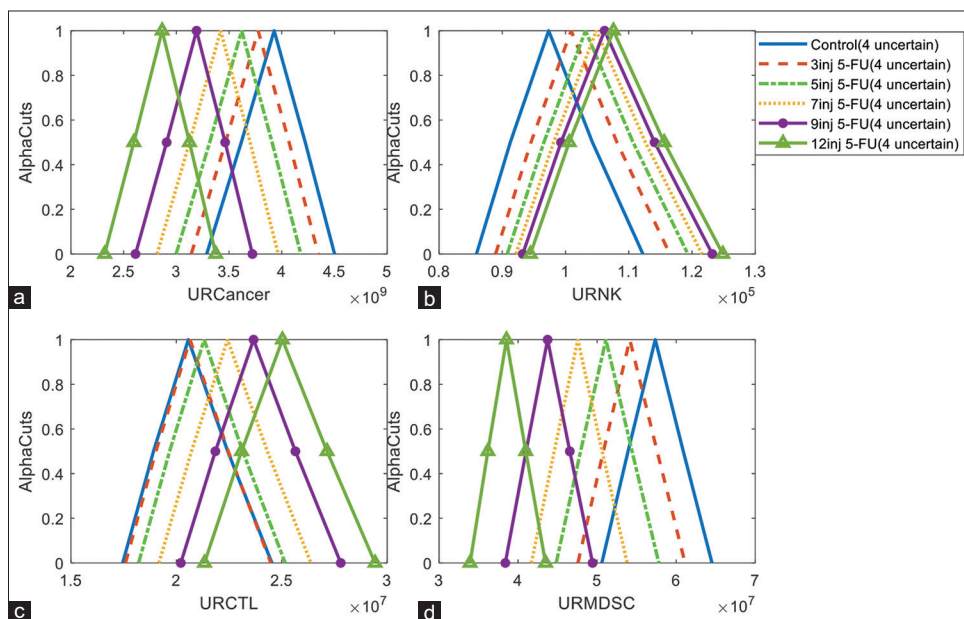 AlphaCuts
1
0.8
0.6
0.4
0.2
0
2 2.5 3 3.5 4 4.5 5
URCancer
×10^9
a
AlphaCuts
1
0.8
0.6
0.4
0.2
0
0.8 0.9 1 1.1 1.2 1.3
URNK
×10^5
b
Control(4 uncertain)
3inj 5-FU(4 uncertain)
5inj 5-FU(4 uncertain)
7inj 5-FU(4 uncertain)
9inj 5-FU(4 uncertain)
12inj 5-FU(4 uncertain)
AlphaCuts
1
0.8
0.6
0.4
0.2
0
1.5 2 2.5 3
URCTL
×10^7
c
AlphaCuts
1
0.8
0.6
0.4
0.2
0
3 4 5 6 7
URMDSC
×10^7
d